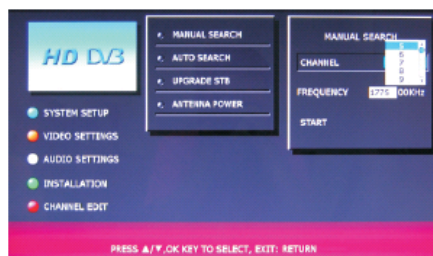 HD DVB
SYSTEM SETUP
VIDEO SETTINGS
AUDIO SETTINGS
INSTALLATION
CHANNEL EDIT
MANUAL SEARCH
AUTO SEARCH
UPGRADE STB
ANTENNA POWER
MANUAL SEARCH
CHANNEL
5
6
7
8
9
FREQUENCY 1775 00KHz
START
PRESS ▲/▼,OK KEY TO SELECT, EXIT: RETURN